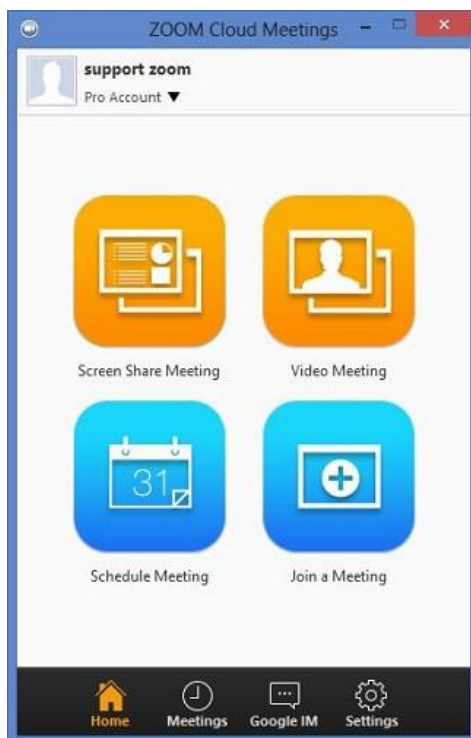 ZOOM Cloud Meetings
support zoom
Pro Account
Screen Share Meeting
Video Meeting
31
Schedule Meeting
Join a Meeting
Home
Meetings
Google IM
Settings